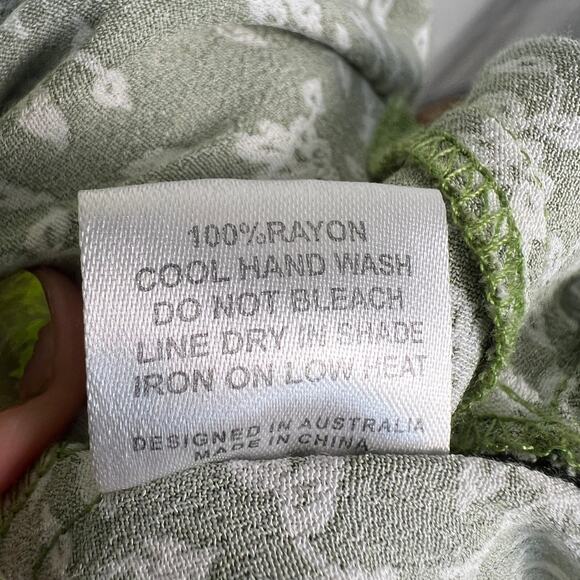 100%RAYON
COOL HAND WASH
DO NOT BLEACH
LINE DRY IN SHADE
IRON ON LOW HEAT
DESIGNED IN AUSTRALIA
MADE IN CHINA